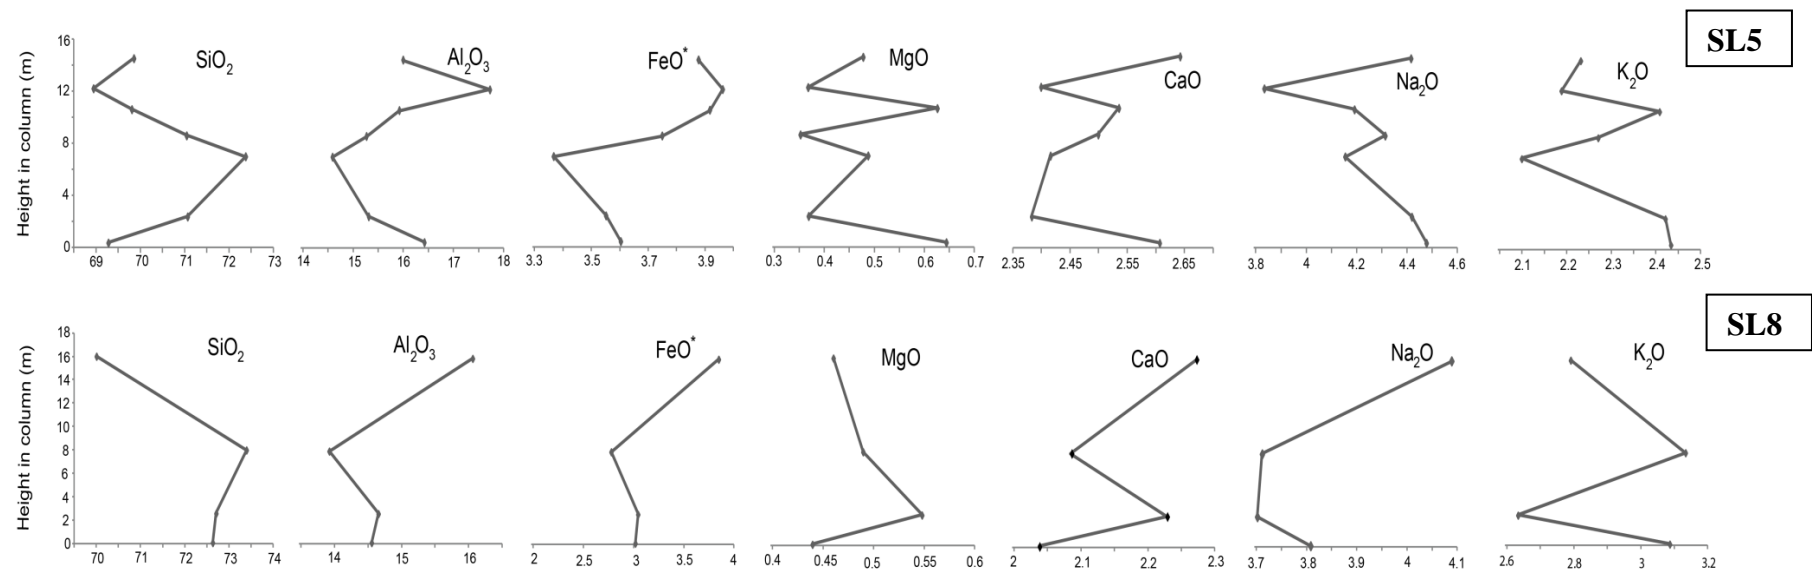 SL5
Height in column (m)
16
12
8
4
0
SiO2
69 70 71 72 73
Al2O3
14 15 16 17 18
FeO*
3.3 3.5 3.7 3.9
MgO
0.3 0.4 0.5 0.6 0.7
CaO
2.35 2.45 2.55 2.65
Na2O
3.8 4 4.2 4.4 4.6
K2O
2.1 2.2 2.3 2.4 2.5
SL8
Height in column (m)
18
16
14
12
10
8
6
4
2
0
SiO2
70 71 72 73 74
Al2O3
14 15 16
FeO*
2 2.5 3 3.5 4
MgO
0.4 0.45 0.5 0.55 0.6
CaO
2 2.1 2.2 2.3
Na2O
3.7 3.8 3.9 4 4.1
K2O
2.6 2.8 3 3.2